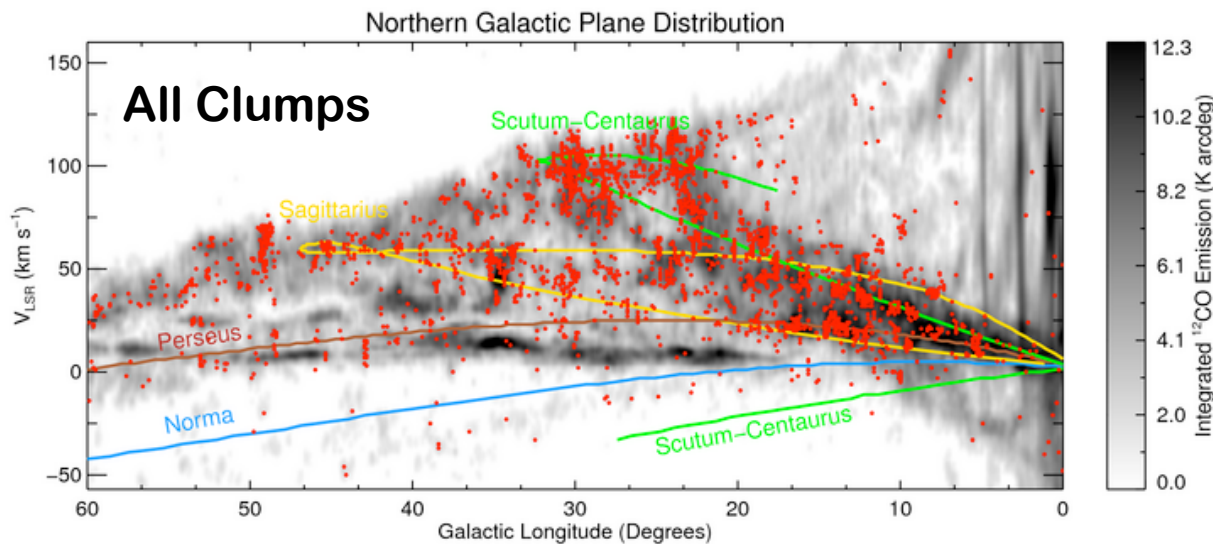 Northern Galactic Plane Distribution
All Clumps
Scutum-Centaurus
Sagittarius
Perseus
Norma
Scutum-Centaurus
150
100
50
0
-50
V_LSR (km s⁻¹)
60 50 40 30 20 10 0
Galactic Longitude (Degrees)
12.3
10.2
8.2
6.1
4.1
2.0
0.0
Integrated ¹²CO Emission (K arcdeg)